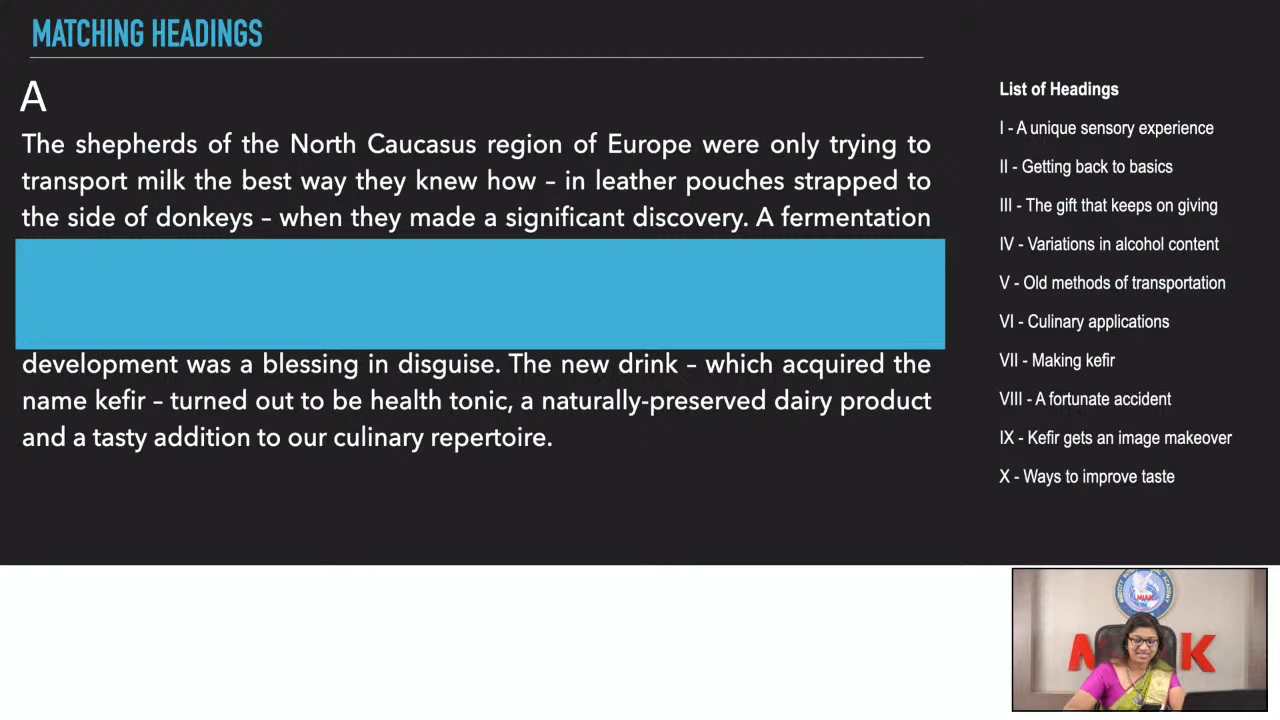 MATCHING HEADINGS
A
The shepherds of the North Caucasus region of Europe were only trying to
transport milk the best way they knew how – in leather pouches strapped to
the side of donkeys – when they made a significant discovery. A fermentation
development was a blessing in disguise. The new drink – which acquired the
name kefir – turned out to be health tonic, a naturally-preserved dairy product
and a tasty addition to our culinary repertoire.
List of Headings
I - A unique sensory experience
II - Getting back to basics
III - The gift that keeps on giving
IV - Variations in alcohol content
V - Old methods of transportation
VI - Culinary applications
VII - Making kefir
VIII - A fortunate accident
IX - Kefir gets an image makeover
X - Ways to improve taste
MIAK